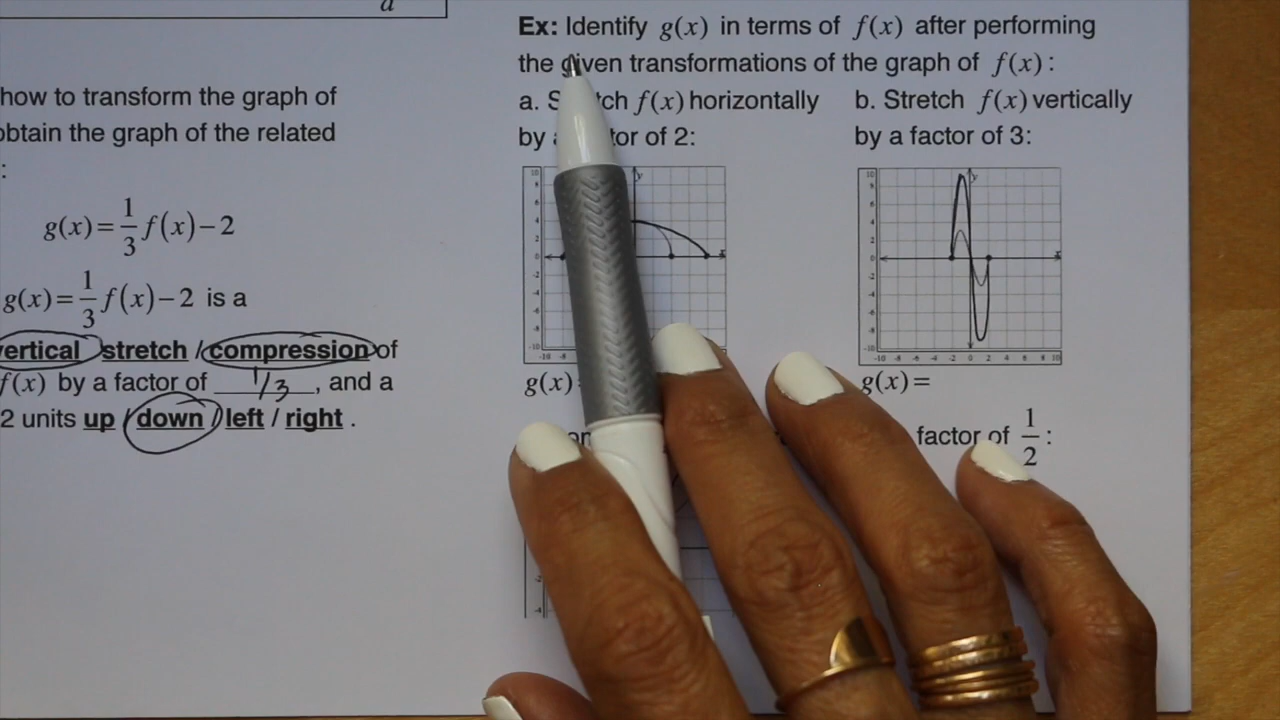 a
how to transform the graph of
obtain the graph of the related
:
g(x)=1/3 f(x)−2
g(x)=1/3 f(x)−2 is a
vertical stretch / compression of
f(x) by a factor of 1/3, and a
2 units up / down / left / right .
Ex: Identify g(x) in terms of f(x) after performing
the given transformations of the graph of f(x):
a. Stretch f(x) horizontally
by a factor of 2:
g(x)
b. Stretch f(x) vertically
by a factor of 3:
g(x)=
factor of 1/2: